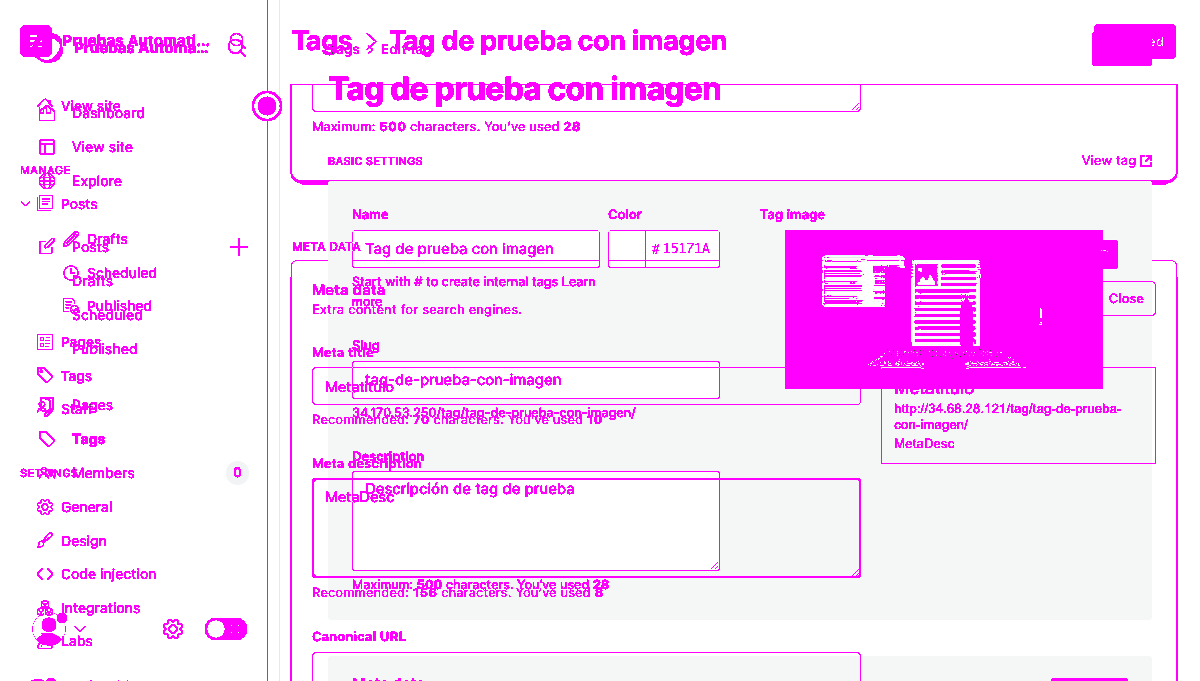 Pruebas Automati...
Pruebas Automa...
View site
Dashboard
View site
MANAGE
Explore
Posts
Drafts
Posts
Scheduled
Drafts
Published
Scheduled
Pages
Published
Tags
Staff
Pages
Tags
SETTINGS
Members
0
General
Design
Code injection
Integrations
Labs
Tags > Tag de prueba con imagen
Tags > Edit tag
Tag de prueba con imagen
Maximum: 500 characters. You've used 28
BASIC SETTINGS
View tag
Name
Color
Tag image
META DATA
Tag de prueba con imagen
# 15171A
Start with # to create internal tags Learn
more
Meta data
Close
Extra content for search engines.
Slug
Meta title
tag-de-prueba-con-imagen
Metatitulo
Metatitulo
http://34.68.28.121/tag/tag-de-prueba-
con-imagen/
MetaDesc
34.170.53.250/tag/tag-de-prueba-con-imagen/
Recommended: 70 characters. You've used 10
Description
Meta description
Descripción de tag de prueba
MetaDesc
Maximum: 500 characters. You've used 28
Recommended: 156 characters. You've used 8
Canonical URL
Meta data